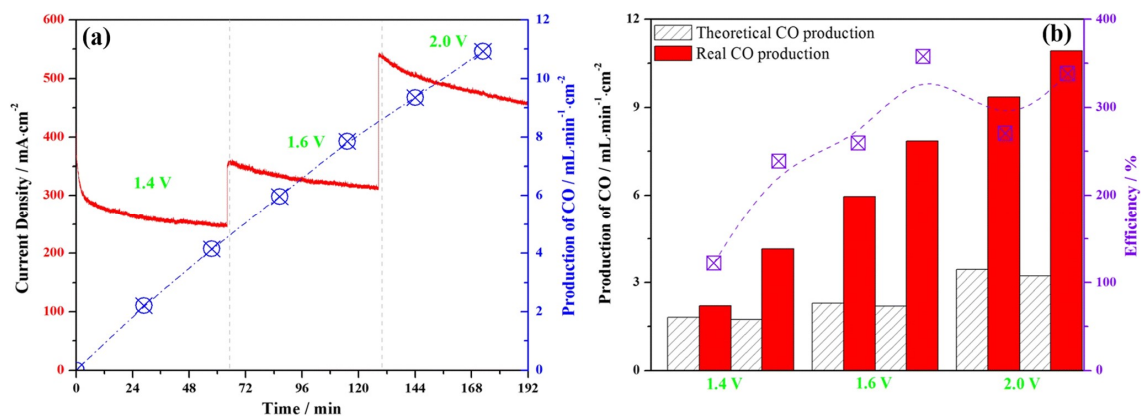 (a)
600
500
400
300
200
100
0
Current Density / mA·cm-2
1.4 V
1.6 V
2.0 V
12
10
8
6
4
2
0
Production of CO / mL·min-1·cm-2
0 24 48 72 96 120 144 168 192
Time / min
(b)
12
9
6
3
0
Production of CO / mL·min-1·cm-2
Theoretical CO production
Real CO production
400
300
200
100
0
Efficiency / %
1.4 V 1.6 V 2.0 V